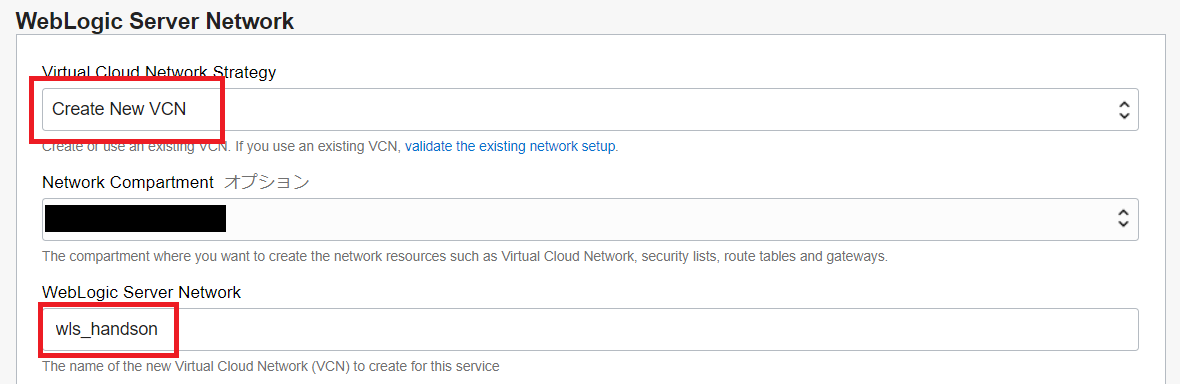 WebLogic Server Network
Virtual Cloud Network Strategy
Create New VCN
Create or use an existing VCN. If you use an existing VCN, validate the existing network setup.
Network Compartment オプション
The compartment where you want to create the network resources such as Virtual Cloud Network, security lists, route tables and gateways.
WebLogic Server Network
wls_handson
The name of the new Virtual Cloud Network (VCN) to create for this service